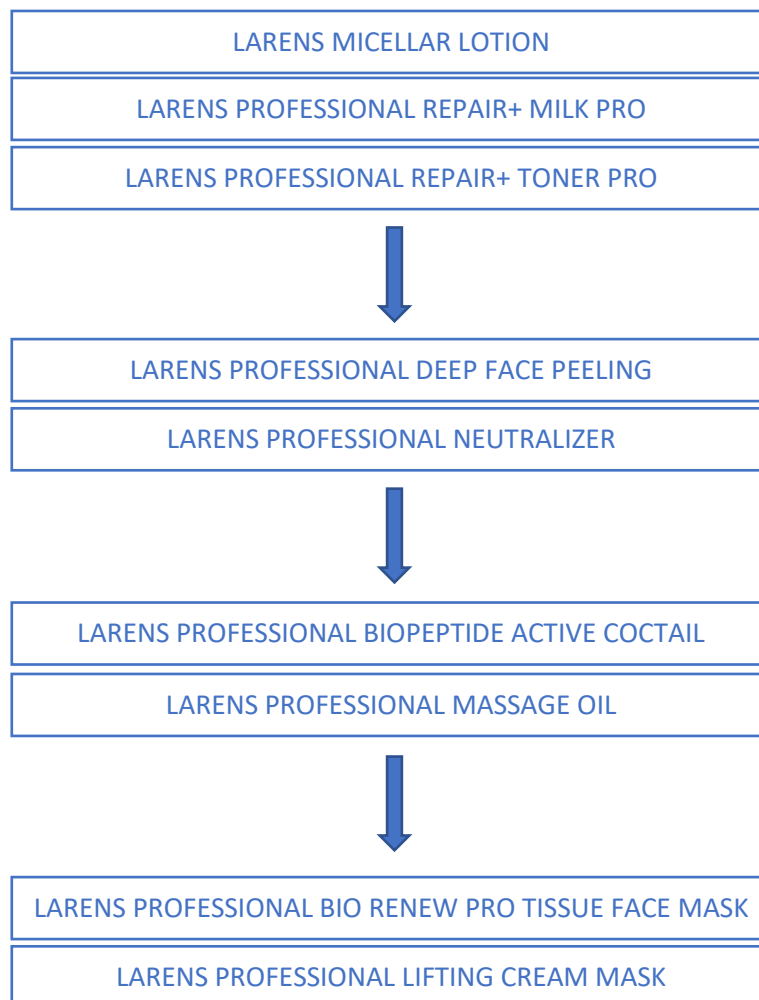 LARENS MICELLAR LOTION
LARENS PROFESSIONAL REPAIR+ MILK PRO
LARENS PROFESSIONAL REPAIR+ TONER PRO
LARENS PROFESSIONAL DEEP FACE PEELING
LARENS PROFESSIONAL NEUTRALIZER
LARENS PROFESSIONAL BIOPEPTIDE ACTIVE COCTAIL
LARENS PROFESSIONAL MASSAGE OIL
LARENS PROFESSIONAL BIO RENEW PRO TISSUE FACE MASK
LARENS PROFESSIONAL LIFTING CREAM MASK